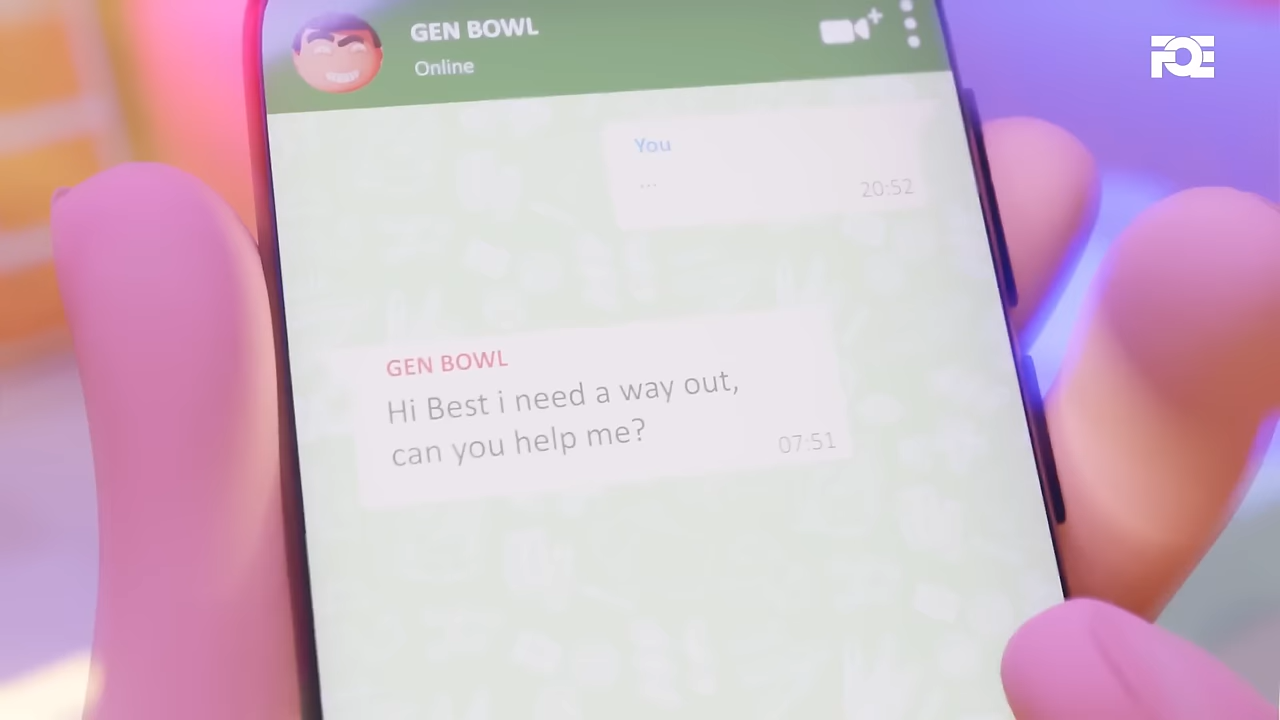 GEN BOWL
Online
You
...
20:52
GEN BOWL
Hi Best i need a way out,
can you help me?
07:51